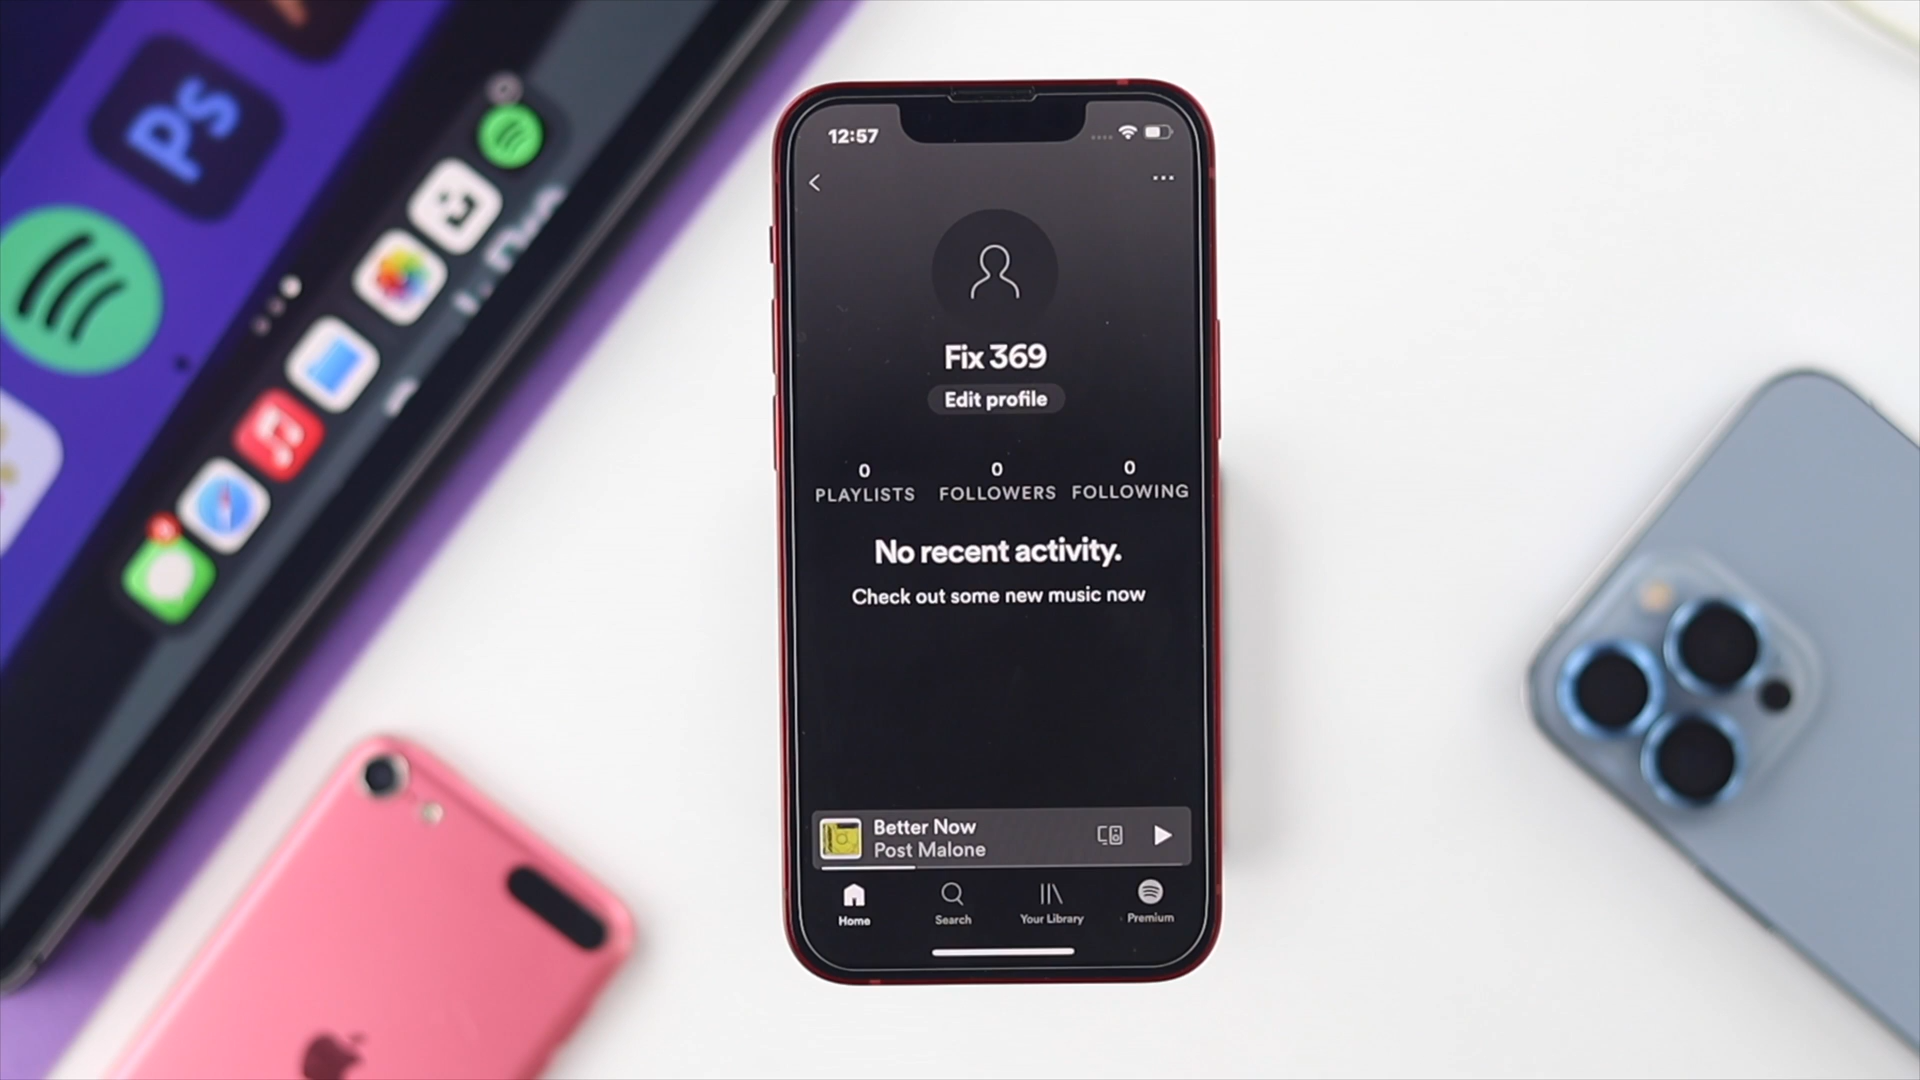 Ps
12:57
Fix 369
Edit profile
0 0 0
PLAYLISTS FOLLOWERS FOLLOWING
No recent activity.
Check out some new music now
Better Now
Post Malone
Home Search Your Library Premium